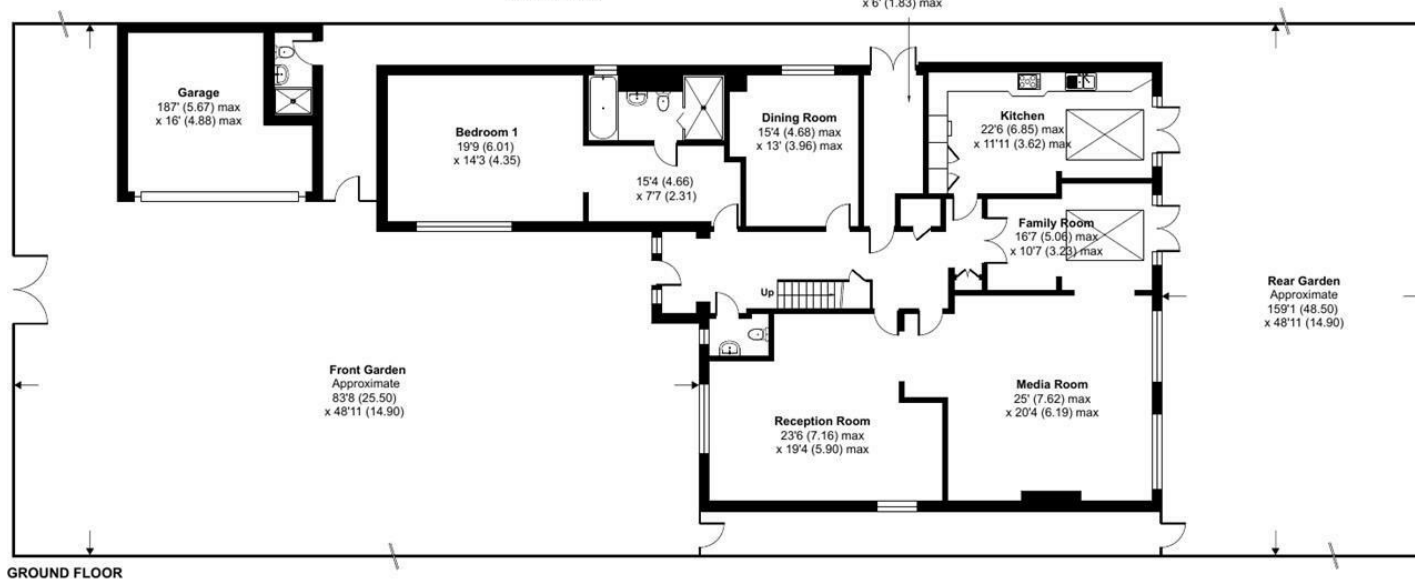 x 6' (1.83) max
Garage
187' (5.67) max
x 16' (4.88) max
Bedroom 1
19'9 (6.01)
x 14'3 (4.35)
15'4 (4.66)
x 7'7 (2.31)
Dining Room
15'4 (4.68) max
x 13' (3.96) max
Kitchen
22'6 (6.85) max
x 11'11 (3.62) max
Family Room
16'7 (5.06) max
x 10'7 (3.23) max
Up
Rear Garden
Approximate
159'1 (48.50)
x 48'11 (14.90)
Front Garden
Approximate
83'8 (25.50)
x 48'11 (14.90)
Reception Room
23'6 (7.16) max
x 19'4 (5.90) max
Media Room
25' (7.62) max
x 20'4 (6.19) max
GROUND FLOOR